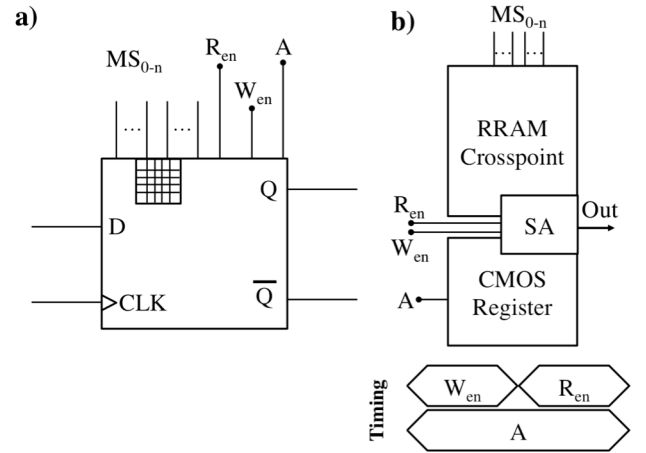 a)
MS0-n
Ren
Wen
A
... ...
D
CLK
Q
Q̅
b)
MS0-n
... ...
RRAM
Crosspoint
Ren
Wen
SA
Out
A
CMOS
Register
Timing
Wen
Ren
A